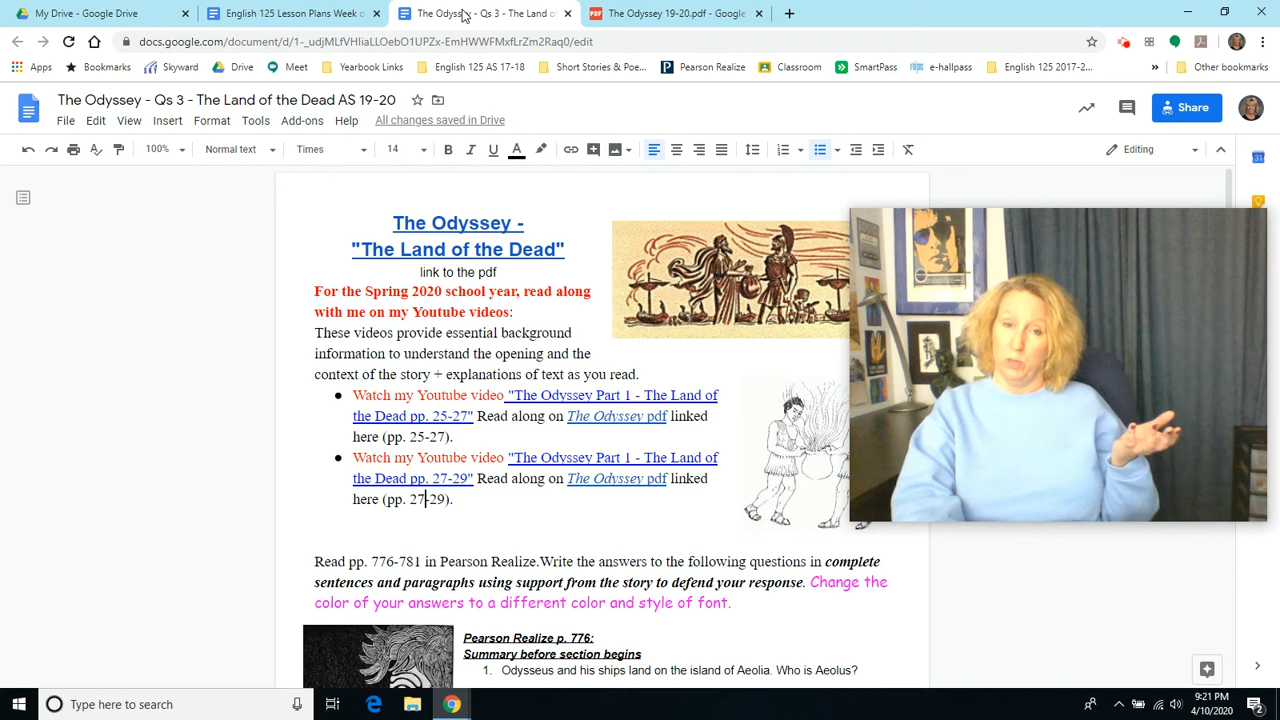 My Drive - Google Drive
English 125 Lesson Plans Week o
The Odyssey - Qs 3 - The Land of
The Odyssey 19-20.pdf - Google
docs.google.com/document/d/1-_udjMLfVHIiaLLOebO1UPZx-EmHWWFMxfLrZm2Raq0/edit
Apps Bookmarks Skyward Drive Meet Yearbook Links English 125 AS 17-18 Short Stories & Poe... Pearson Realize Classroom SmartPass e-hallpass English 125 2017-2... » Other bookmarks
The Odyssey - Qs 3 - The Land of the Dead AS 19-20
Share
File Edit View Insert Format Tools Add-ons Help All changes saved in Drive
100% Normal text Times 14 B I U A Editing
The Odyssey -
"The Land of the Dead"
link to the pdf
For the Spring 2020 school year, read along
with me on my Youtube videos:
These videos provide essential background
information to understand the opening and the
context of the story + explanations of text as you read.
● Watch my Youtube video "The Odyssey Part 1 - The Land of
the Dead pp. 25-27" Read along on The Odyssey pdf linked
here (pp. 25-27).
● Watch my Youtube video "The Odyssey Part 1 - The Land of
the Dead pp. 27-29" Read along on The Odyssey pdf linked
here (pp. 27-29).
Read pp. 776-781 in Pearson Realize.Write the answers to the following questions in complete
sentences and paragraphs using support from the story to defend your response. Change the
color of your answers to a different color and style of font.
Pearson Realize p. 776:
Summary before section begins
1. Odysseus and his ships land on the island of Aeolia. Who is Aeolus?
Type here to search
9:21 PM
4/10/2020
2